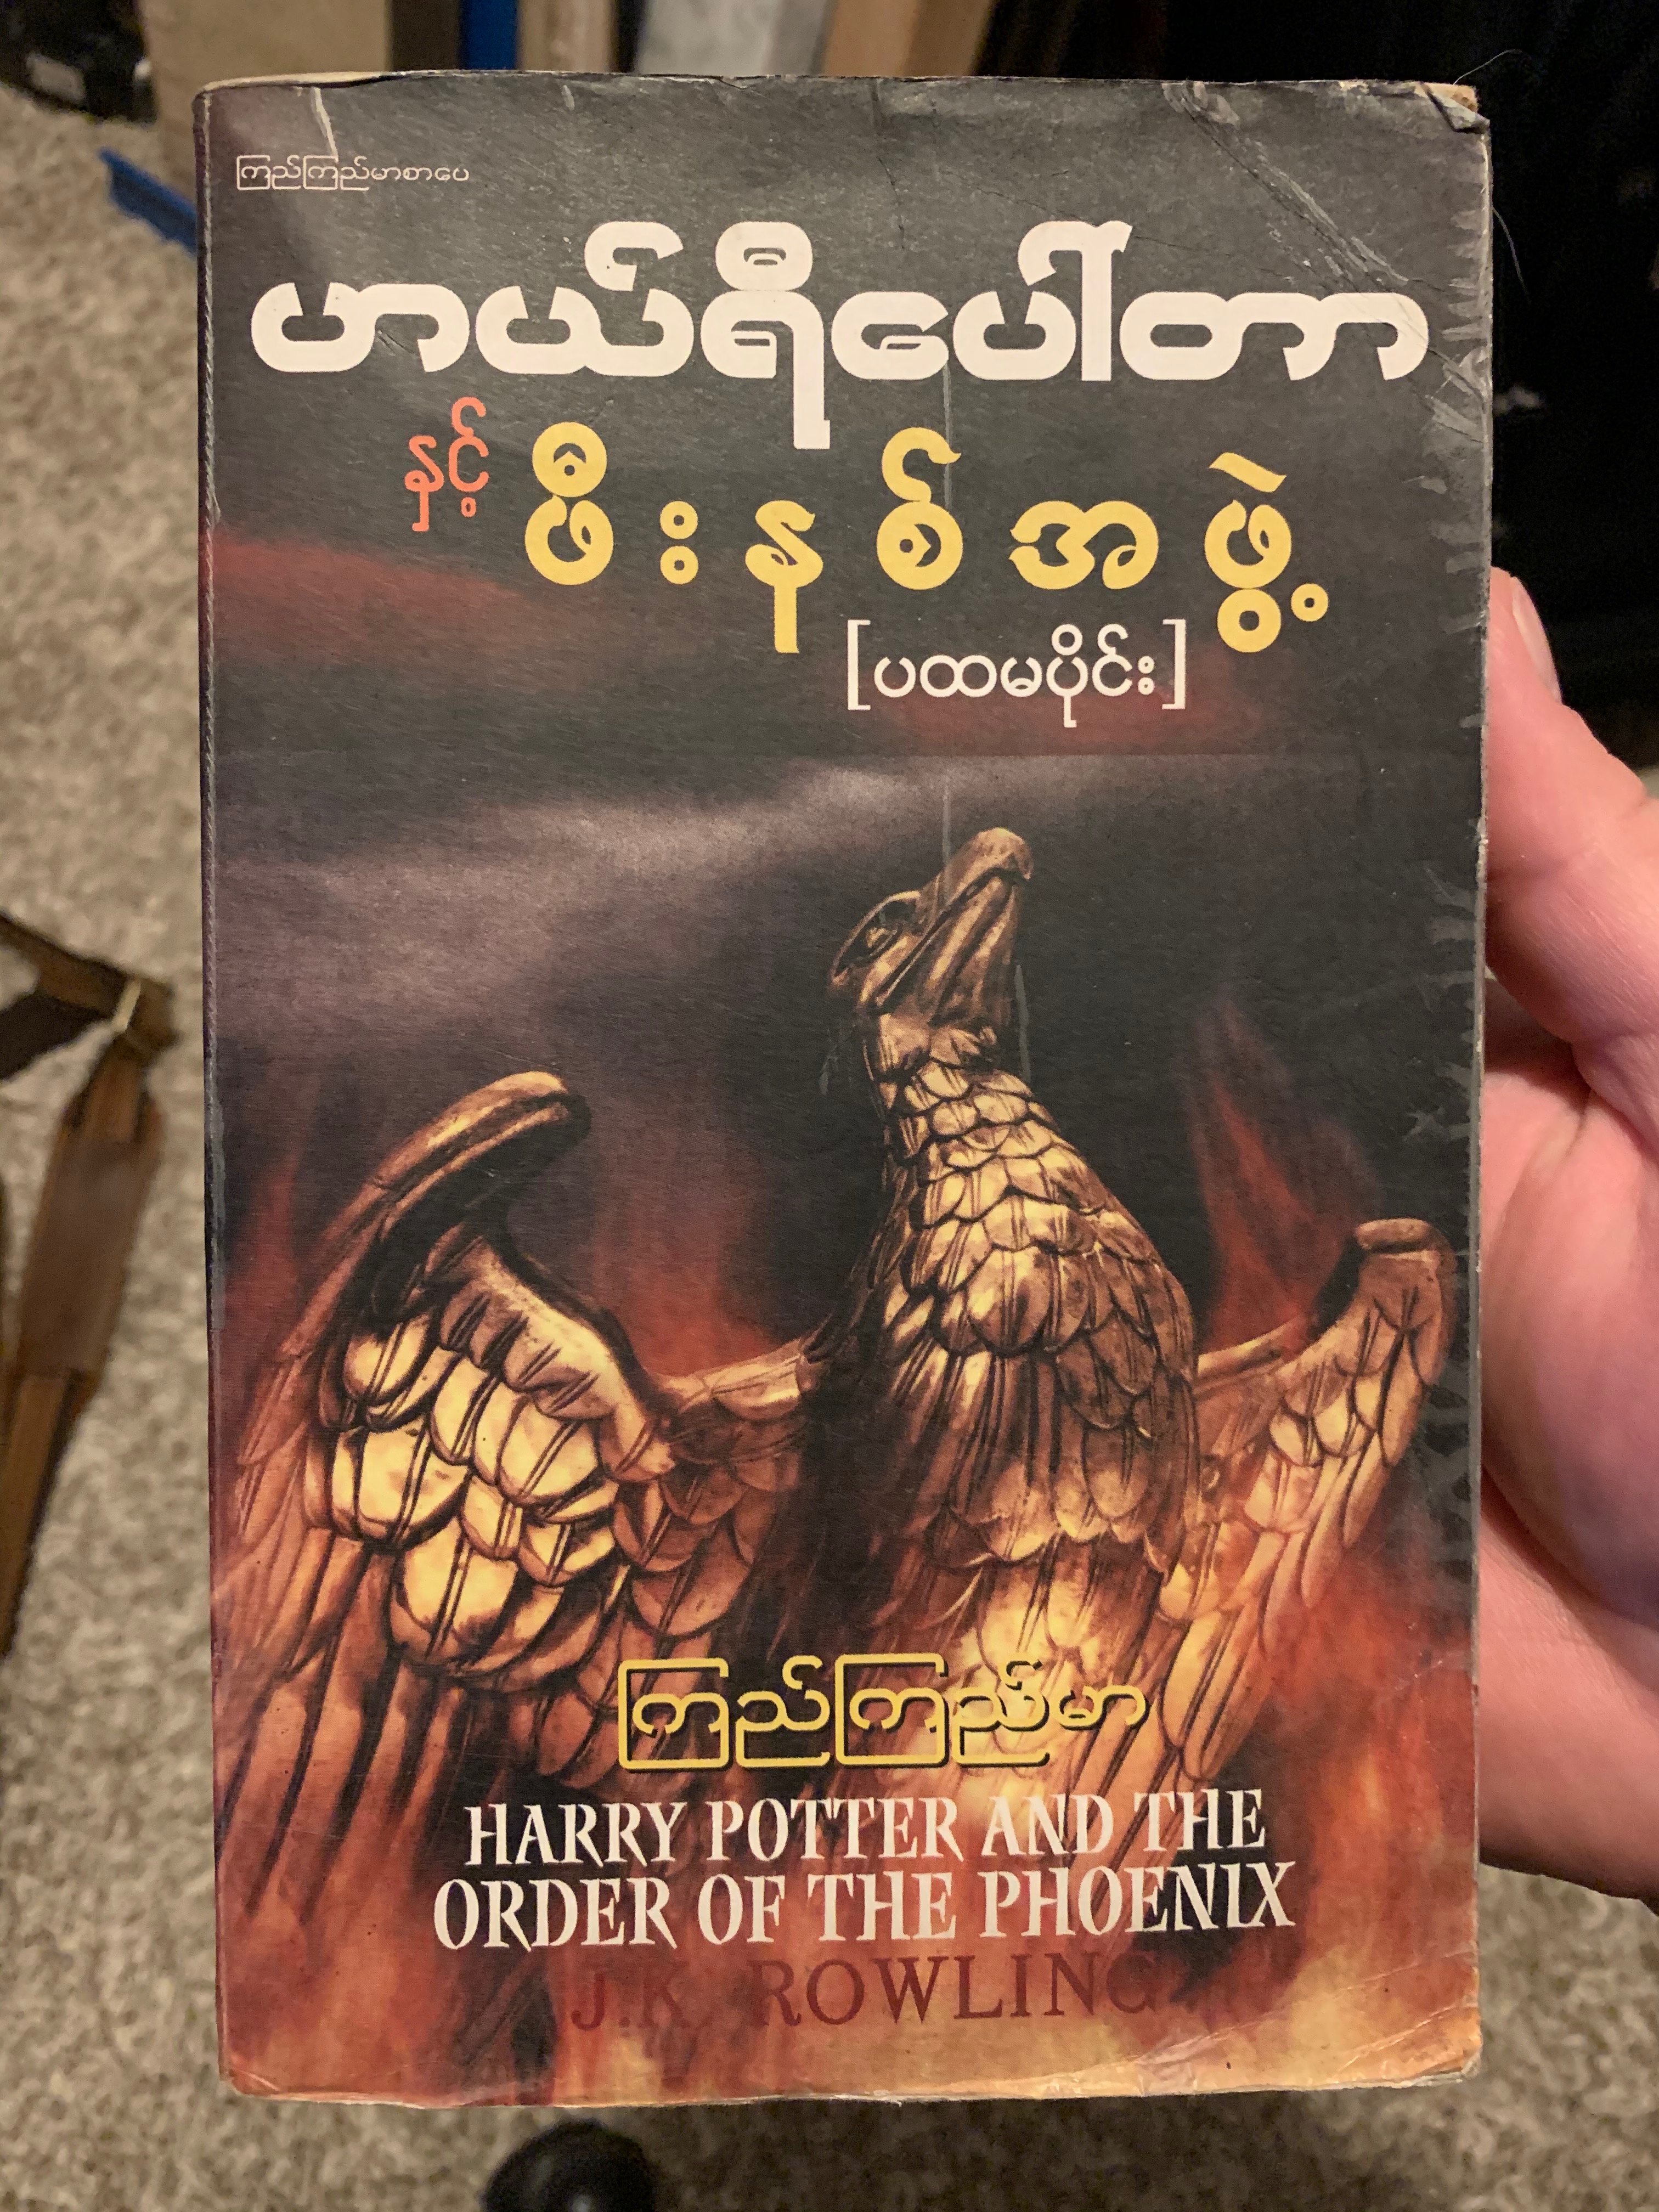 ကြည်ကြည်မာစာပေ
ဟယ်ရီပေါ်တာ
နှင့် ဖီးနစ်အဖွဲ့
[ပထမပိုင်း]
ကြည်ကြည်မာ
HARRY POTTER AND THE
ORDER OF THE PHOENIX
J.K. ROWLING